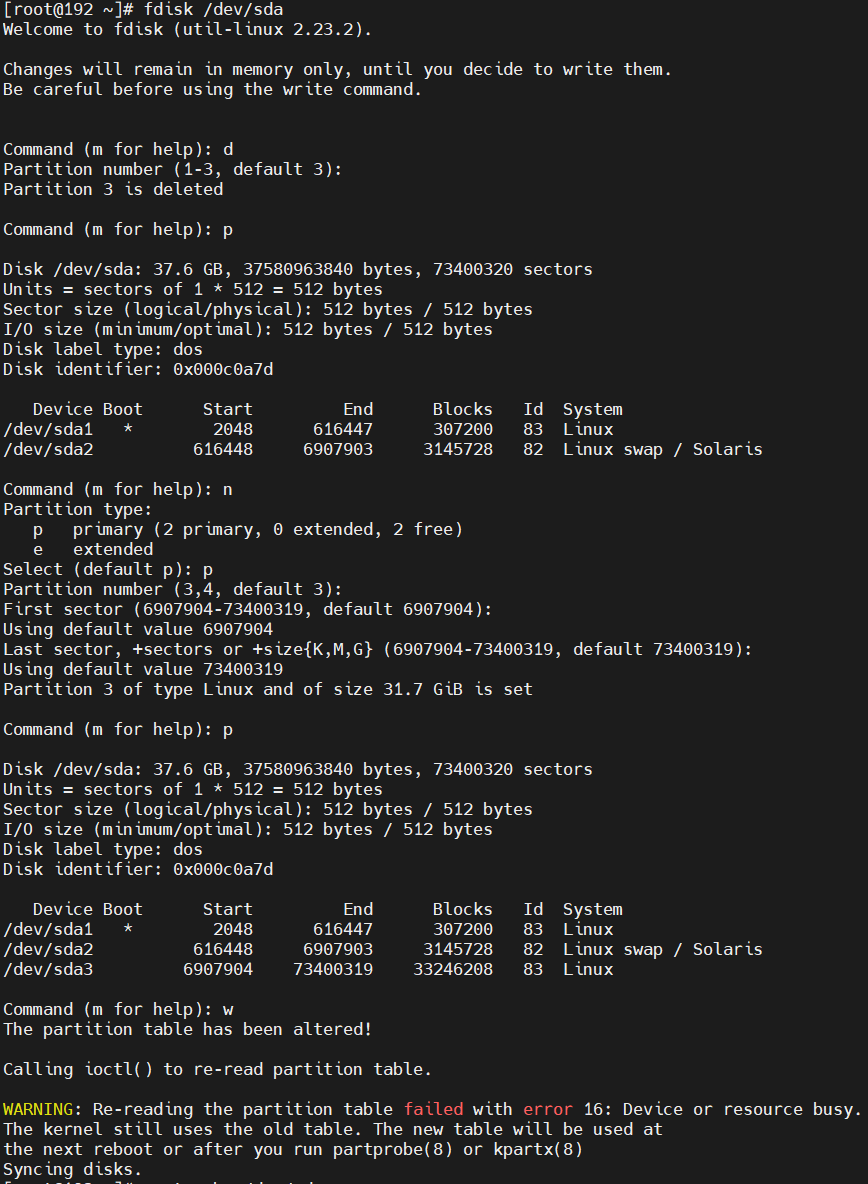 [root@192 ~]# fdisk /dev/sda
Welcome to fdisk (util-linux 2.23.2).

Changes will remain in memory only, until you decide to write them.
Be careful before using the write command.


Command (m for help): d
Partition number (1-3, default 3):
Partition 3 is deleted

Command (m for help): p

Disk /dev/sda: 37.6 GB, 37580963840 bytes, 73400320 sectors
Units = sectors of 1 * 512 = 512 bytes
Sector size (logical/physical): 512 bytes / 512 bytes
I/O size (minimum/optimal): 512 bytes / 512 bytes
Disk label type: dos
Disk identifier: 0x000c0a7d

   Device Boot      Start         End      Blocks   Id  System
/dev/sda1   *        2048      616447      307200   83  Linux
/dev/sda2          616448     6907903     3145728   82  Linux swap / Solaris

Command (m for help): n
Partition type:
   p   primary (2 primary, 0 extended, 2 free)
   e   extended
Select (default p): p
Partition number (3,4, default 3):
First sector (6907904-73400319, default 6907904):
Using default value 6907904
Last sector, +sectors or +size{K,M,G} (6907904-73400319, default 73400319):
Using default value 73400319
Partition 3 of type Linux and of size 31.7 GiB is set

Command (m for help): p

Disk /dev/sda: 37.6 GB, 37580963840 bytes, 73400320 sectors
Units = sectors of 1 * 512 = 512 bytes
Sector size (logical/physical): 512 bytes / 512 bytes
I/O size (minimum/optimal): 512 bytes / 512 bytes
Disk label type: dos
Disk identifier: 0x000c0a7d

   Device Boot      Start         End      Blocks   Id  System
/dev/sda1   *        2048      616447      307200   83  Linux
/dev/sda2          616448     6907903     3145728   82  Linux swap / Solaris
/dev/sda3         6907904    73400319    33246208   83  Linux

Command (m for help): w
The partition table has been altered!

Calling ioctl() to re-read partition table.

WARNING: Re-reading the partition table failed with error 16: Device or resource busy.
The kernel still uses the old table. The new table will be used at
the next reboot or after you run partprobe(8) or kpartx(8)
Syncing disks.